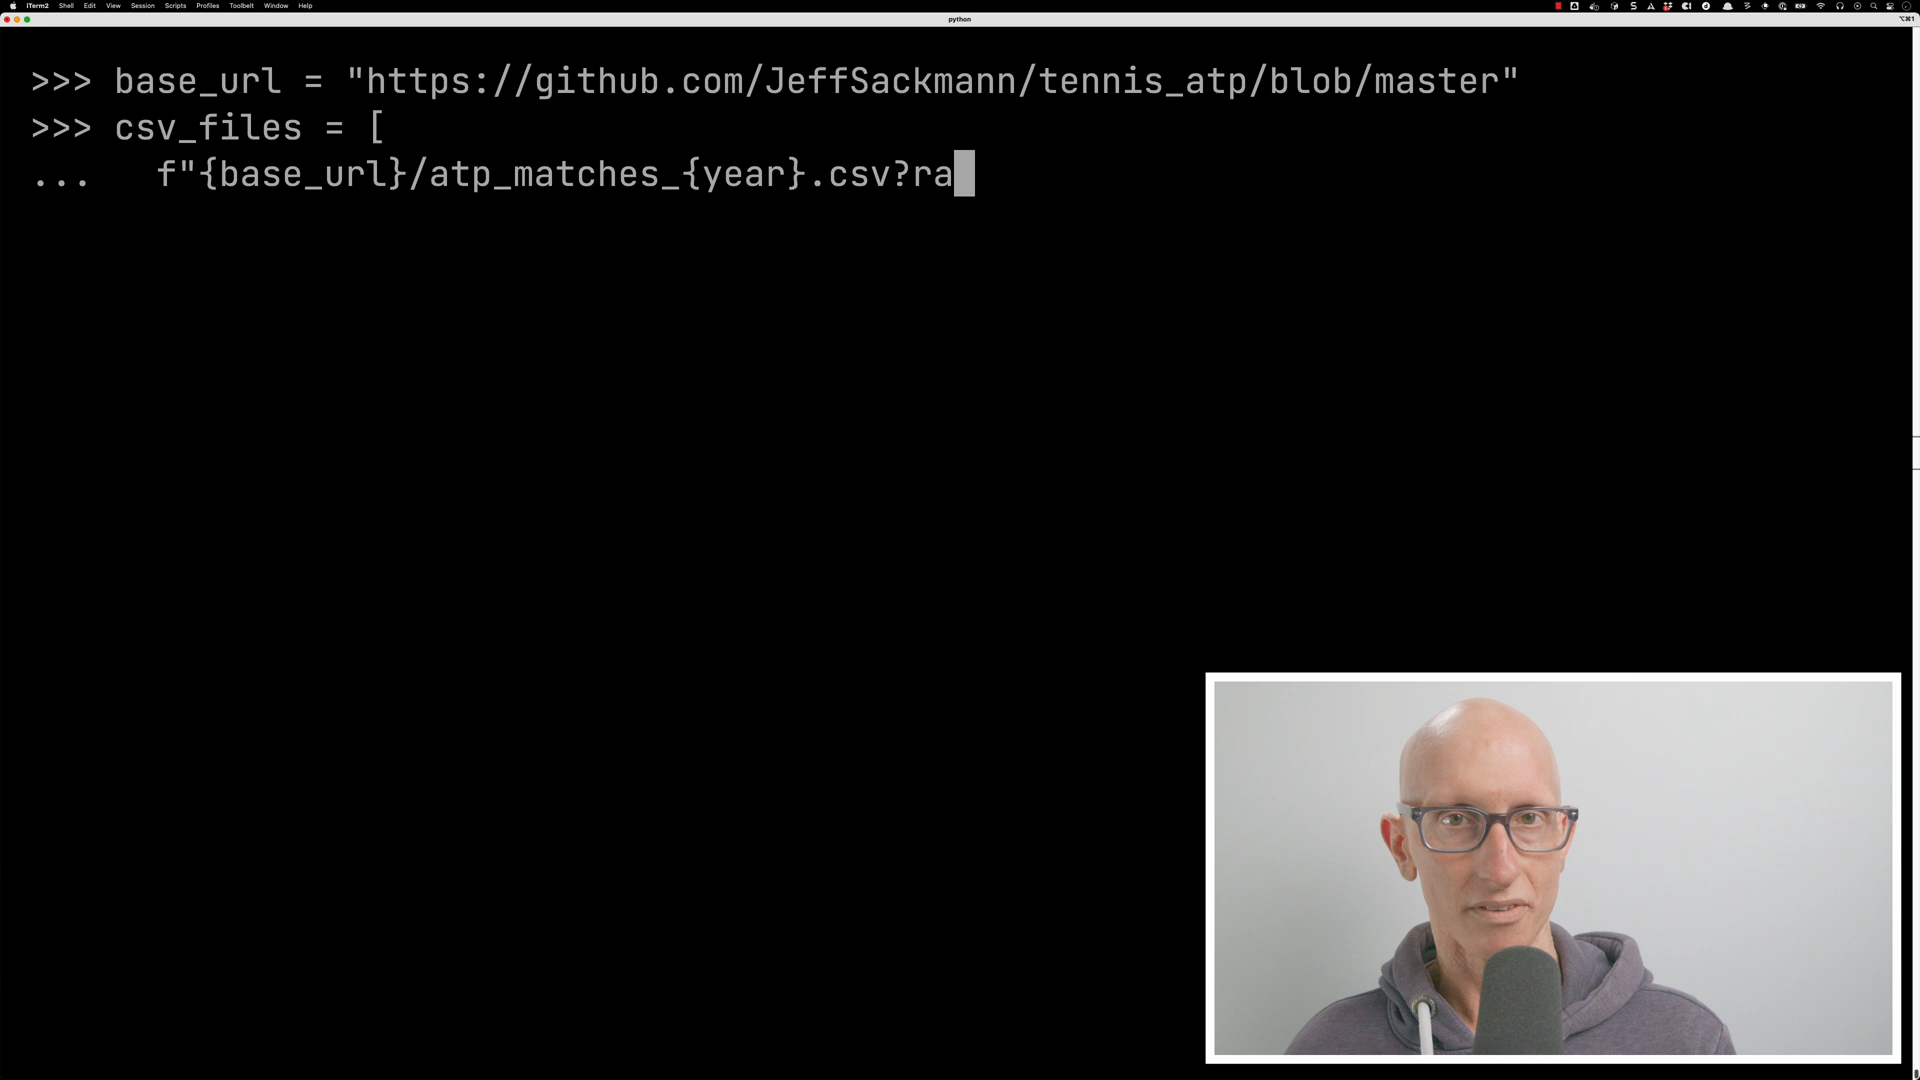 iTerm2 Shell Edit View Session Scripts Profiles Toolbelt Window Help
python
⌥⌘1
>>> base_url = "https://github.com/JeffSackmann/tennis_atp/blob/master"
>>> csv_files = [
...   f"{base_url}/atp_matches_{year}.csv?ra